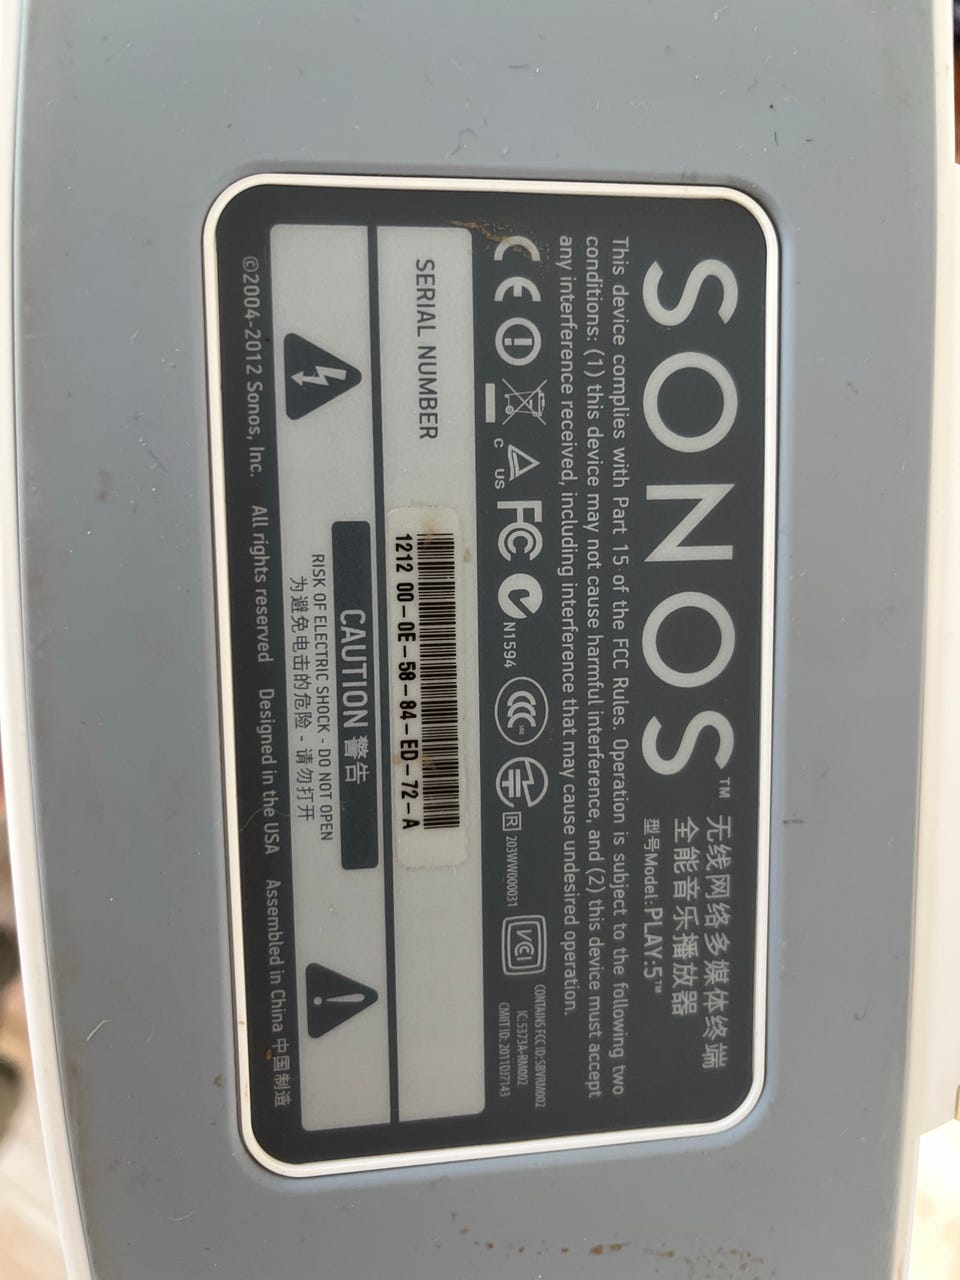 SONOS™
无线网络多媒体终端
全能音乐播放器
型号Model:PLAY:5™
This device complies with Part 15 of the FCC Rules. Operation is subject to the following two
conditions: (1) this device may not cause harmful interference, and (2) this device must accept
any interference received, including interference that may cause undesired operation.
CE
c US
FC
N1594
CCC
S&E
R 203WW000031
VCCI
CONTAINS FCC ID:SBVRM002
IC:5373A-RM002
CMIIT ID: 2011DJ7143
SERIAL NUMBER
1212 00-0E-58-84-ED-72-A
CAUTION 警告
RISK OF ELECTRIC SHOCK - DO NOT OPEN
为避免电击的危险 - 请勿打开
©2004-2012 Sonos, Inc. All rights reserved Designed in the USA Assembled in China 中国制造